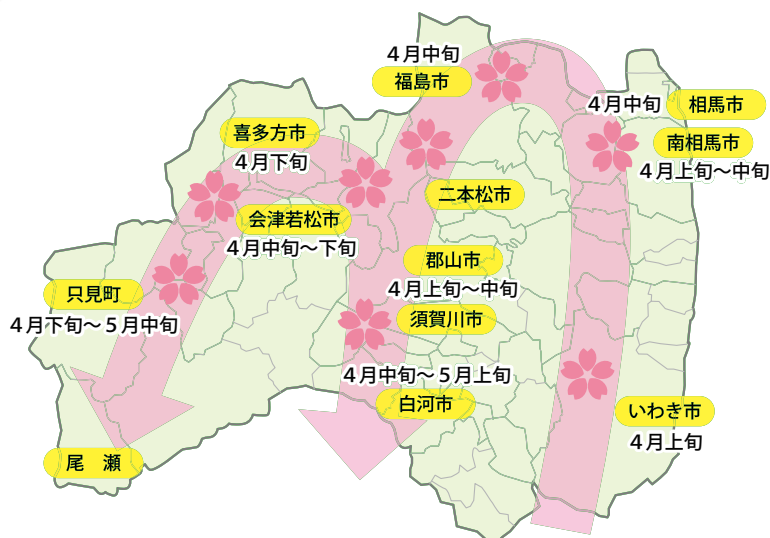 ４月中旬
福島市
４月中旬
相馬市
南相馬市
４月上旬～中旬
喜多方市
４月下旬
二本松市
会津若松市
４月中旬～下旬
郡山市
４月上旬～中旬
只見町
４月下旬～５月中旬
須賀川市
４月中旬～５月上旬
白河市
いわき市
４月上旬
尾　瀬